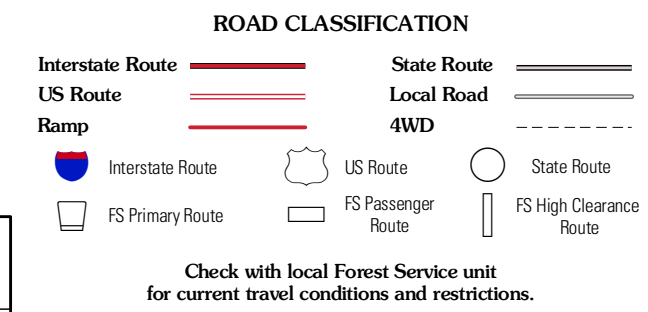 ROAD CLASSIFICATION
Interstate Route
State Route
US Route
Local Road
Ramp
4WD
Interstate Route
US Route
State Route
FS Primary Route
FS Passenger
Route
FS High Clearance
Route
Check with local Forest Service unit
for current travel conditions and restrictions.